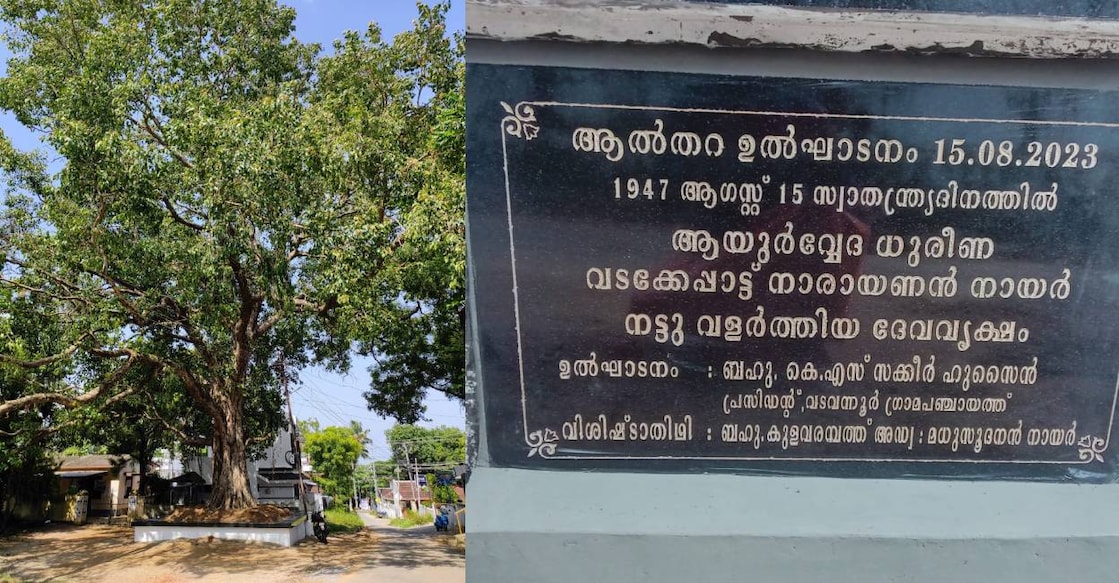 ആൽതറ ഉൽഘാടനം 15.08.2023
1947 ആഗസ്റ്റ് 15 സ്വാതന്ത്ര്യദിനത്തിൽ
ആയുർവ്വേദ ധുരീണ
വടക്കേപ്പാട്ട് നാരായണൻ നായർ
നട്ടു വളർത്തിയ ദേവവൃക്ഷം
ഉൽഘാടനം : ബഹു. കെ.എസ് സക്കീർ ഹുസൈൻ
പ്രസിഡന്റ്, വടവന്നൂർ ഗ്രാമപഞ്ചായത്ത്
വിശിഷ്ടാതിഥി : ബഹു. കുളവരമ്പത്ത് അഡ്വ : മധുസൂദനൻ നായർ